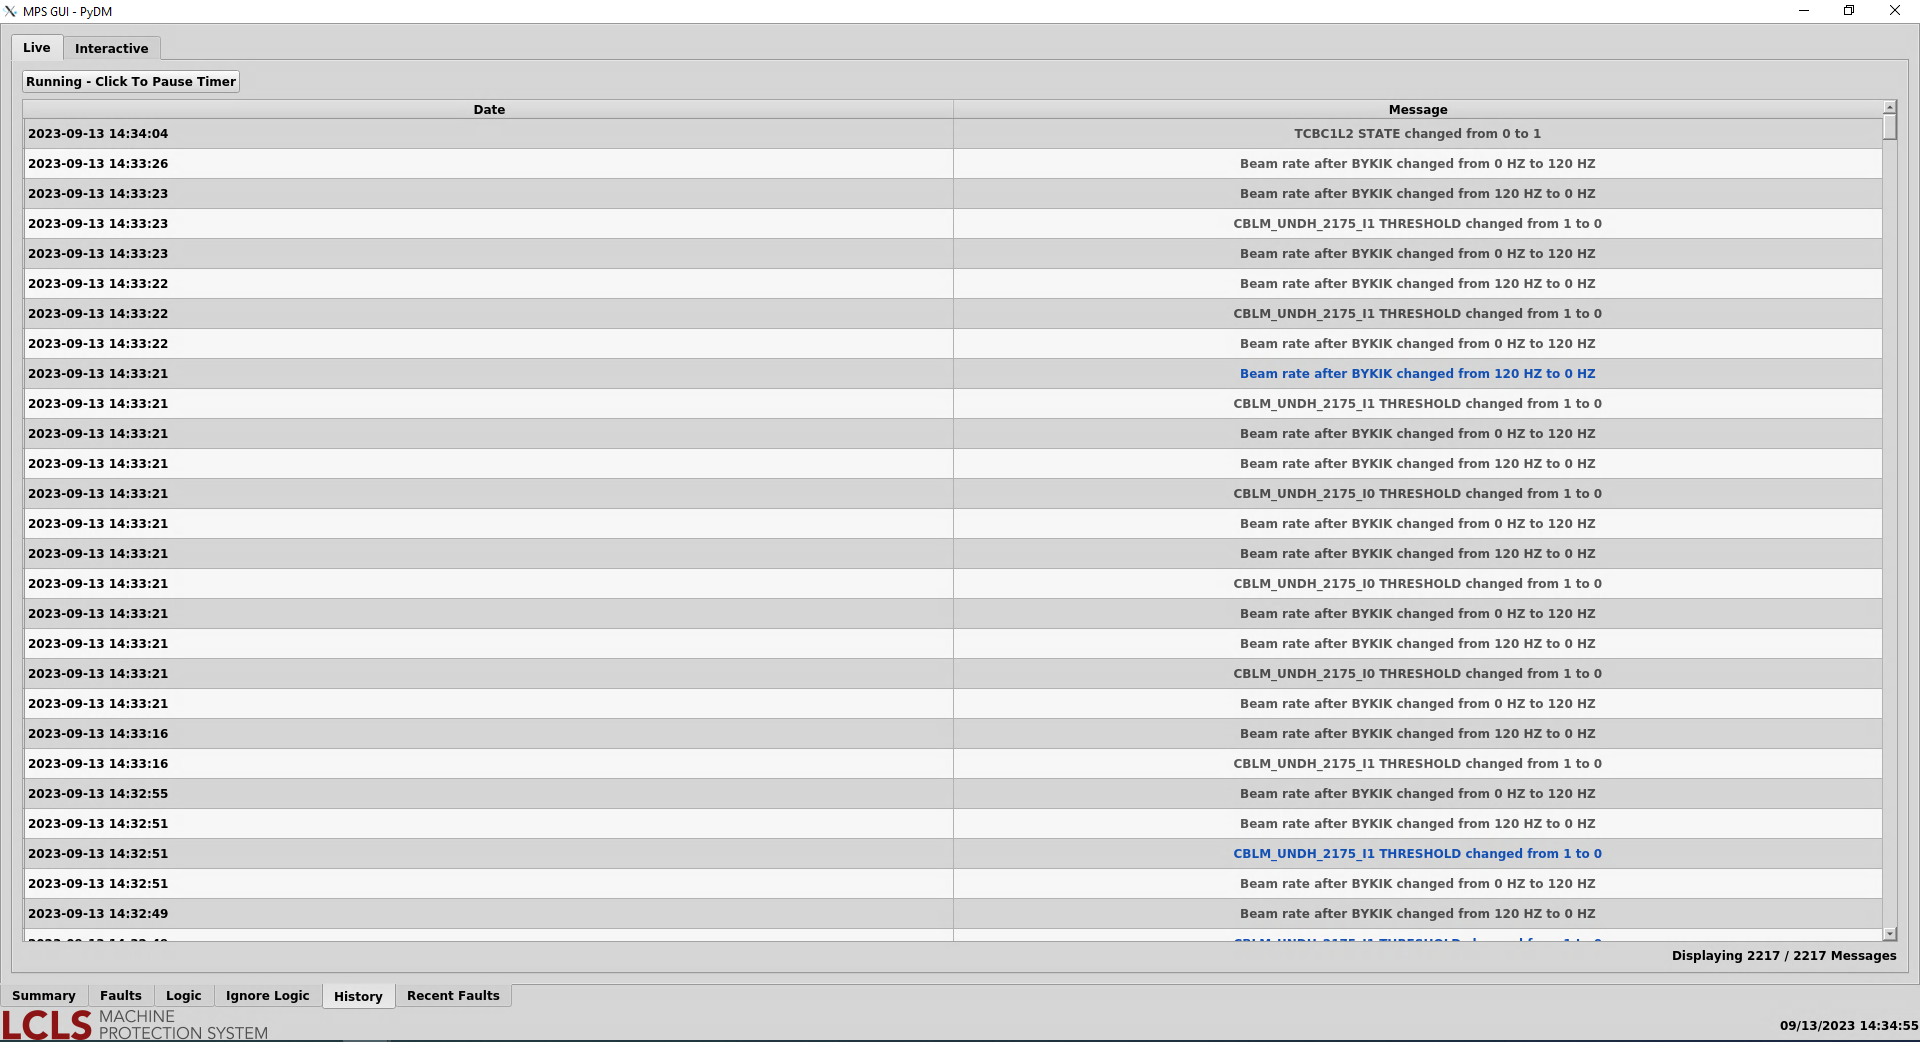 MPS GUI - PyDM
Live Interactive
Running - Click To Pause Timer
Date Message
2023-09-13 14:34:04 TCBC1L2 STATE changed from 0 to 1
2023-09-13 14:33:26 Beam rate after BYKIK changed from 0 HZ to 120 HZ
2023-09-13 14:33:23 Beam rate after BYKIK changed from 120 HZ to 0 HZ
2023-09-13 14:33:23 CBLM_UNDH_2175_I1 THRESHOLD changed from 1 to 0
2023-09-13 14:33:23 Beam rate after BYKIK changed from 0 HZ to 120 HZ
2023-09-13 14:33:22 Beam rate after BYKIK changed from 120 HZ to 0 HZ
2023-09-13 14:33:22 CBLM_UNDH_2175_I1 THRESHOLD changed from 1 to 0
2023-09-13 14:33:22 Beam rate after BYKIK changed from 0 HZ to 120 HZ
2023-09-13 14:33:21 Beam rate after BYKIK changed from 120 HZ to 0 HZ
2023-09-13 14:33:21 CBLM_UNDH_2175_I1 THRESHOLD changed from 1 to 0
2023-09-13 14:33:21 Beam rate after BYKIK changed from 0 HZ to 120 HZ
2023-09-13 14:33:21 Beam rate after BYKIK changed from 120 HZ to 0 HZ
2023-09-13 14:33:21 CBLM_UNDH_2175_I0 THRESHOLD changed from 1 to 0
2023-09-13 14:33:21 Beam rate after BYKIK changed from 0 HZ to 120 HZ
2023-09-13 14:33:21 Beam rate after BYKIK changed from 120 HZ to 0 HZ
2023-09-13 14:33:21 CBLM_UNDH_2175_I0 THRESHOLD changed from 1 to 0
2023-09-13 14:33:21 Beam rate after BYKIK changed from 0 HZ to 120 HZ
2023-09-13 14:33:21 Beam rate after BYKIK changed from 120 HZ to 0 HZ
2023-09-13 14:33:21 CBLM_UNDH_2175_I0 THRESHOLD changed from 1 to 0
2023-09-13 14:33:21 Beam rate after BYKIK changed from 0 HZ to 120 HZ
2023-09-13 14:33:16 Beam rate after BYKIK changed from 120 HZ to 0 HZ
2023-09-13 14:33:16 CBLM_UNDH_2175_I1 THRESHOLD changed from 1 to 0
2023-09-13 14:32:55 Beam rate after BYKIK changed from 0 HZ to 120 HZ
2023-09-13 14:32:51 Beam rate after BYKIK changed from 120 HZ to 0 HZ
2023-09-13 14:32:51 CBLM_UNDH_2175_I1 THRESHOLD changed from 1 to 0
2023-09-13 14:32:51 Beam rate after BYKIK changed from 0 HZ to 120 HZ
2023-09-13 14:32:49 Beam rate after BYKIK changed from 120 HZ to 0 HZ
Displaying 2217 / 2217 Messages
Summary Faults Logic Ignore Logic History Recent Faults
LCLS MACHINE
PROTECTION SYSTEM
09/13/2023 14:34:55